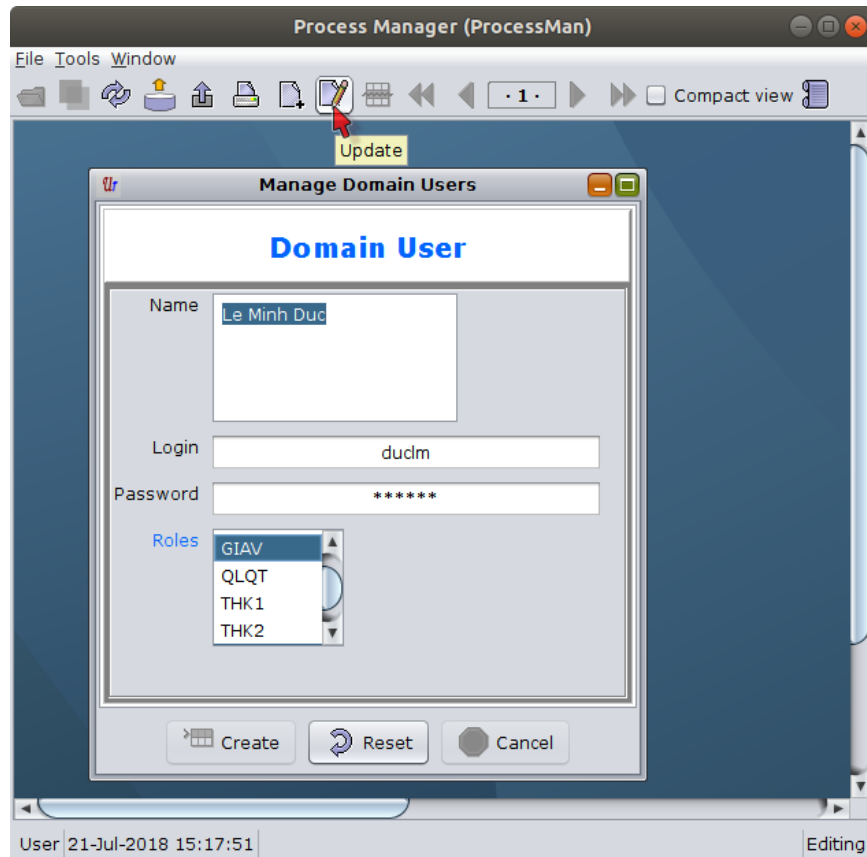 Process Manager (ProcessMan)
File Tools Window
· 1 · Compact view
Update
Ur Manage Domain Users
Domain User
Name Le Minh Duc
Login duclm
Password ******
Roles GIAV
QLQT
THK1
THK2
Create Reset Cancel
User 21-Jul-2018 15:17:51 Editing